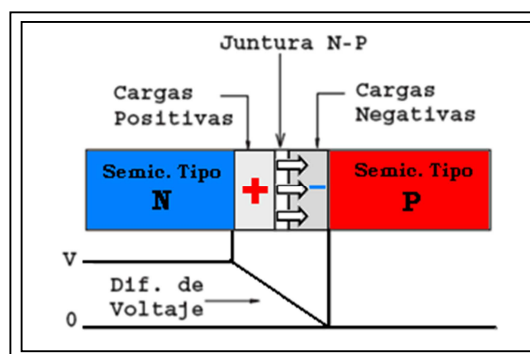 Juntura N-P
Cargas
Positivas
Cargas
Negativas
Semic. Tipo
N
+
-
Semic. Tipo
P
V
Dif. de
Voltaje
0